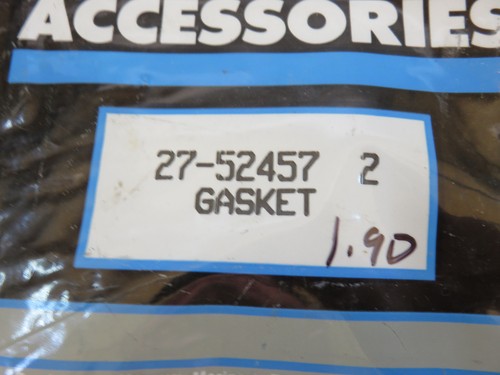 ACCESSORIES
27-52457 2
GASKET
1.90